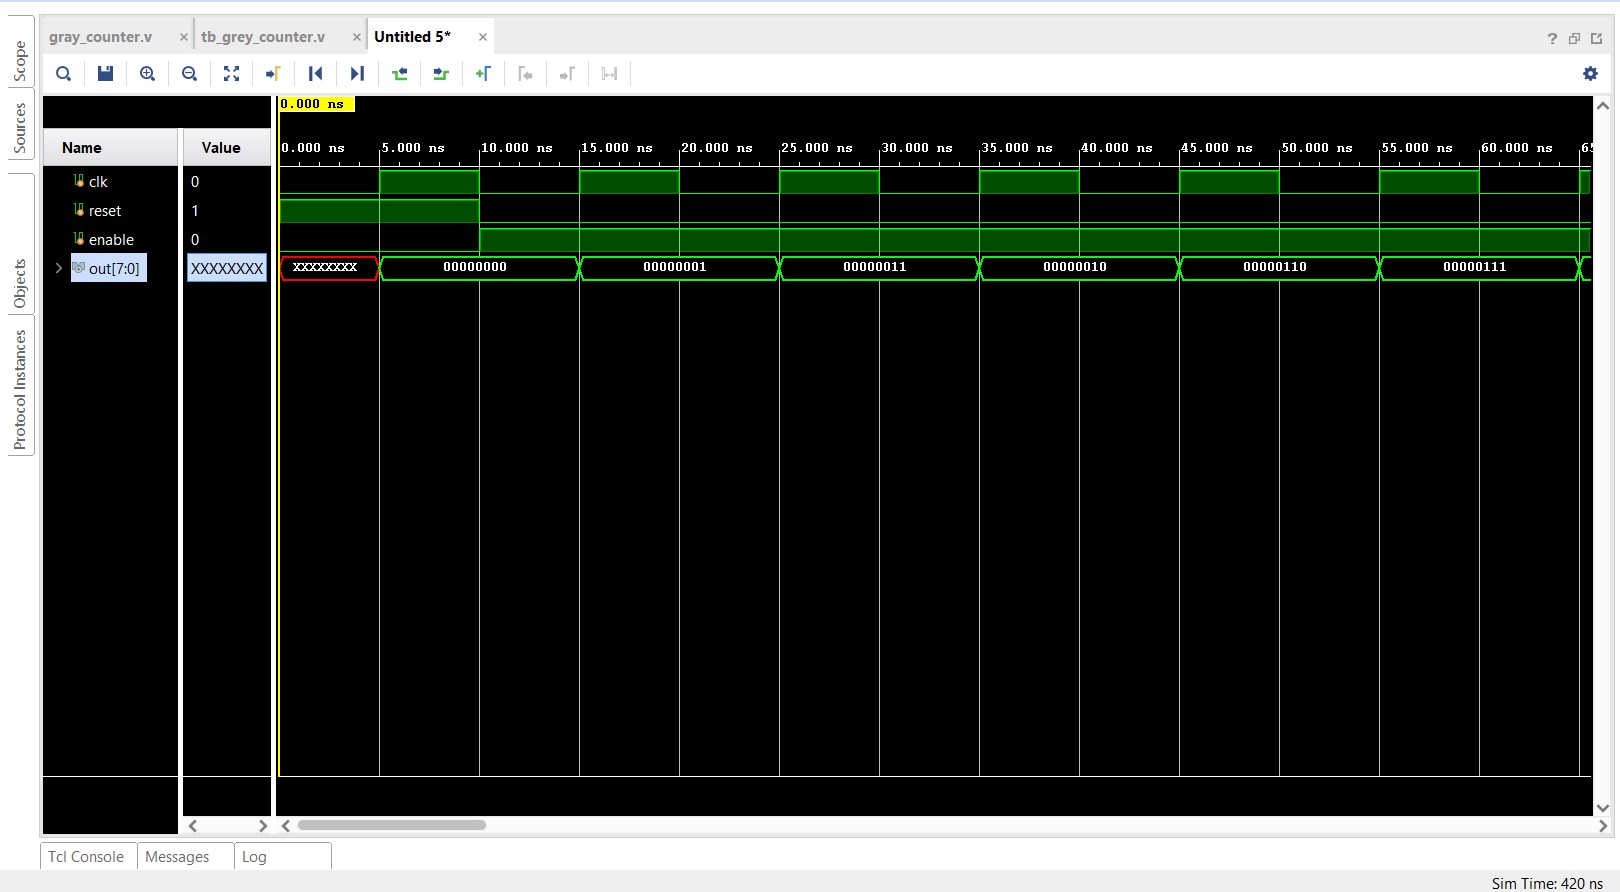 gray_counter.v
tb_grey_counter.v
Untitled 5*
Scope
Sources
Objects
Protocol Instances
0.000 ns
Name Value
0.000 ns 5.000 ns 10.000 ns 15.000 ns 20.000 ns 25.000 ns 30.000 ns 35.000 ns 40.000 ns 45.000 ns 50.000 ns 55.000 ns 60.000 ns 65
clk 0
reset 1
enable 0
out[7:0] XXXXXXXX XXXXXXXX 00000000 00000001 00000011 00000010 00000110 00000111
Tcl Console Messages Log
Sim Time: 420 ns